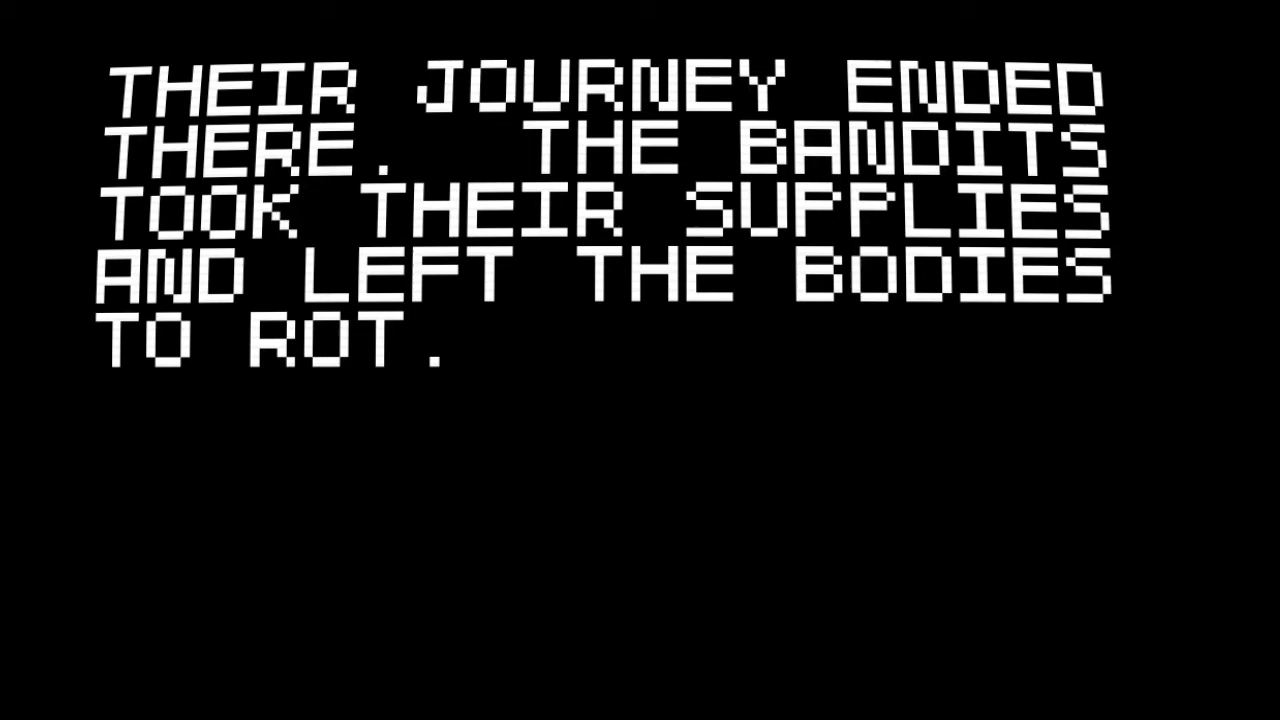 THEIR JOURNEY ENDED
THERE.  THE BANDITS
TOOK THEIR SUPPLIES
AND LEFT THE BODIES
TO ROT.